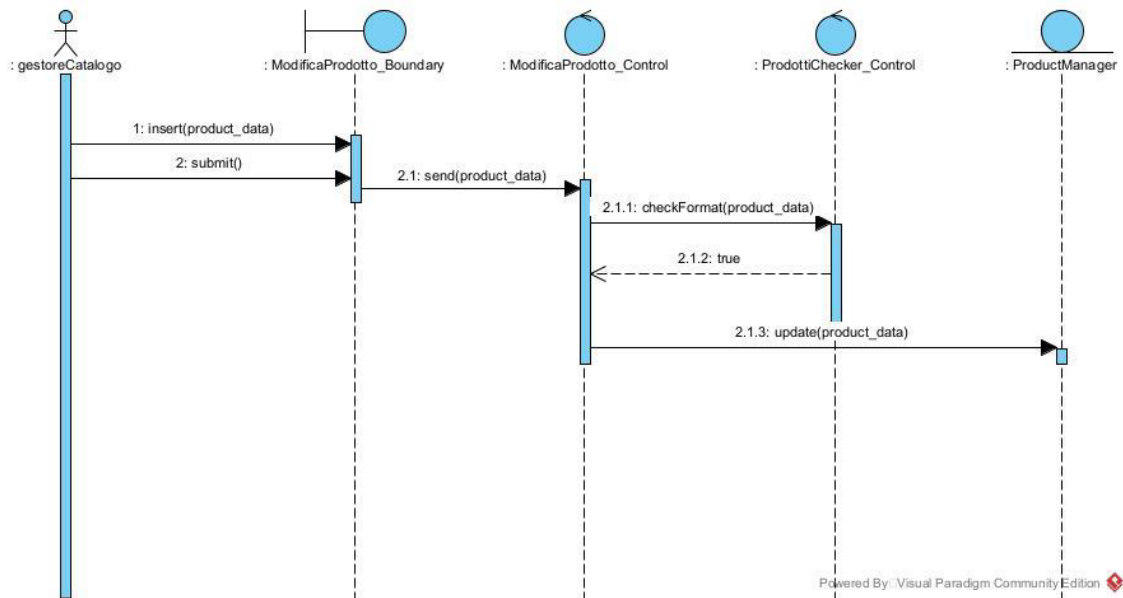 : gestoreCatalogo
: ModificaProdotto_Boundary
: ModificaProdotto_Control
: ProdottiChecker_Control
: ProductManager
1: insert(product_data)
2: submit()
2.1: send(product_data)
2.1.1: checkFormat(product_data)
2.1.2: true
2.1.3: update(product_data)
Powered By Visual Paradigm Community Edition